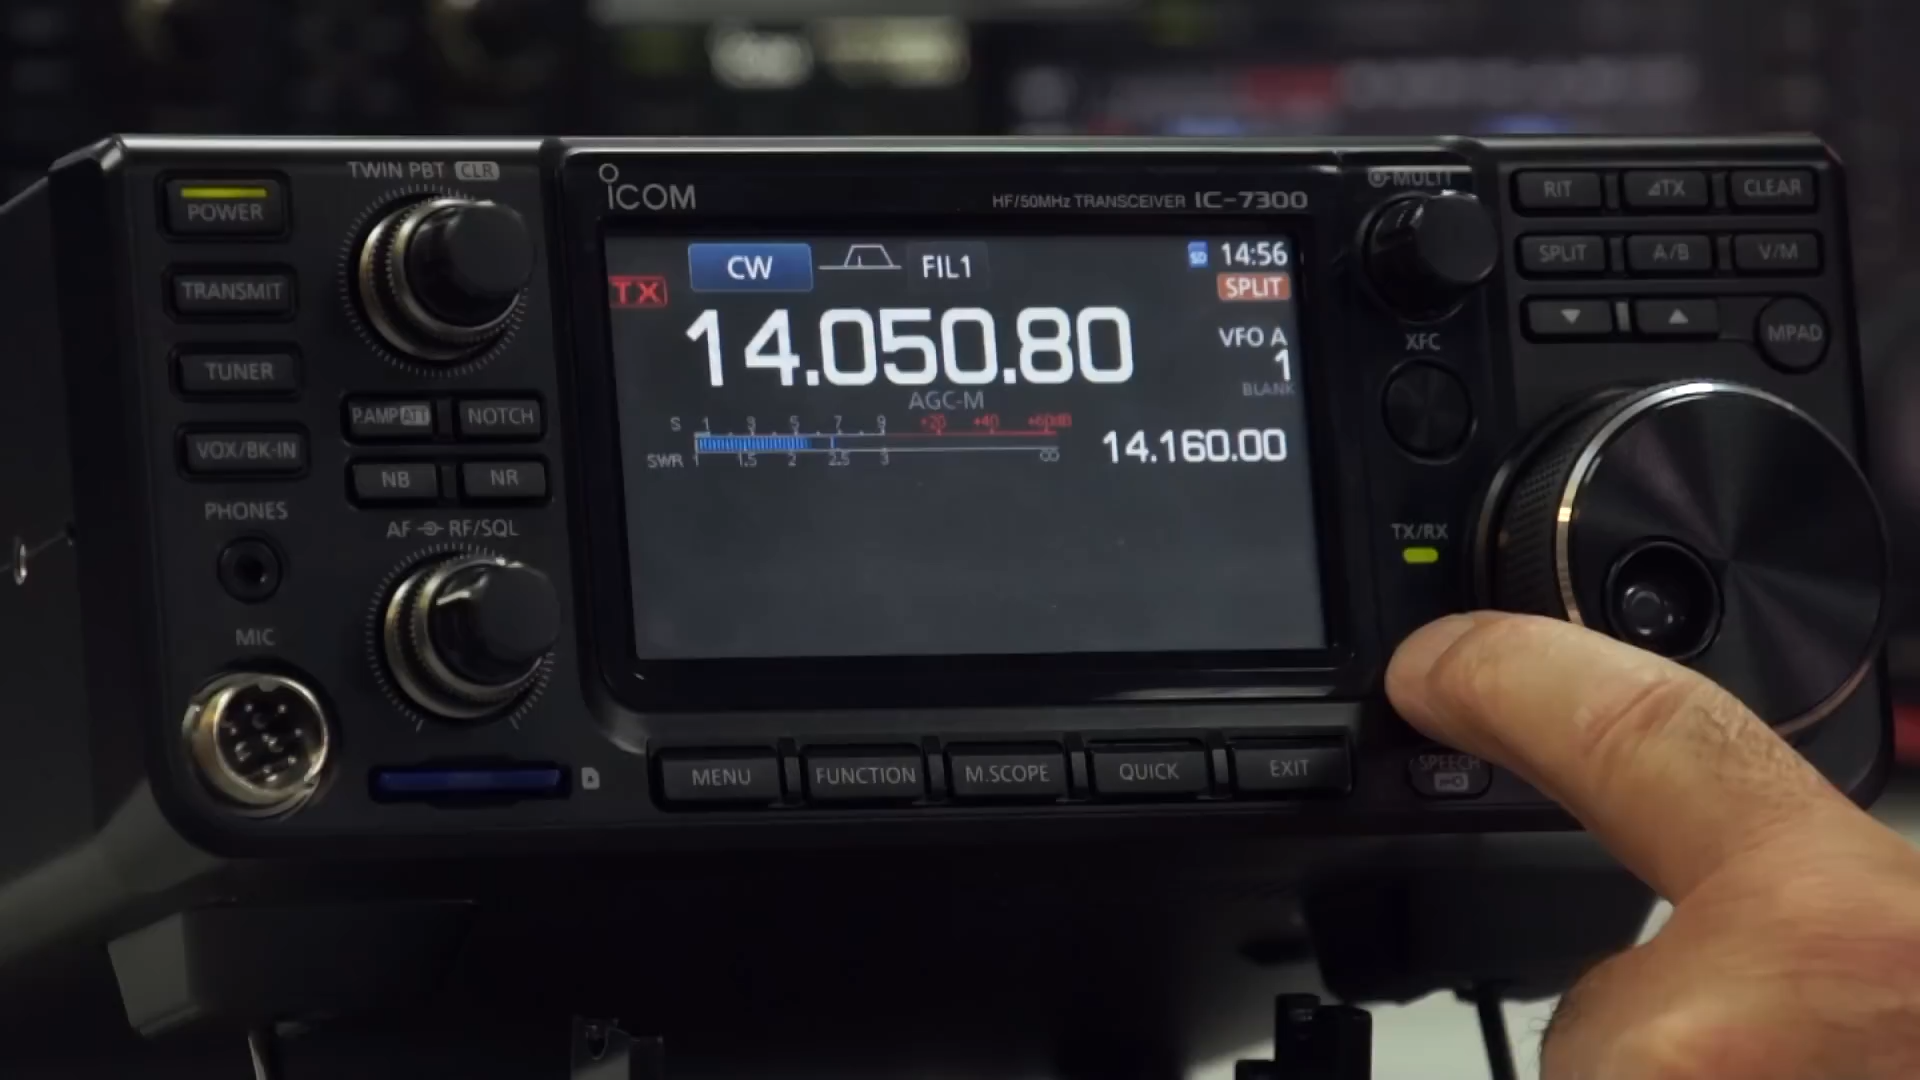 TWIN PBT CLR
POWER
TRANSMIT
TUNER
VOX/BK-IN
P.AMP ATT
NOTCH
NB
NR
PHONES
AF RF/SQL
MIC
ICOM
HF/50MHz TRANSCEIVER IC-7300
CW
FIL1
14:56
TX
SPLIT
14.050.80
VFO A
1
BLANK
AGC-M
S 1 3 5 7 9 +20 +40 +60dB
SWR 1 1.5 2 2.5 3 ∞
14.160.00
MENU
FUNCTION
M.SCOPE
QUICK
EXIT
MULTI
RIT
⊿TX
CLEAR
SPLIT
A/B
V/M
▼
▲
MPAD
XFC
TX/RX
SPEECH